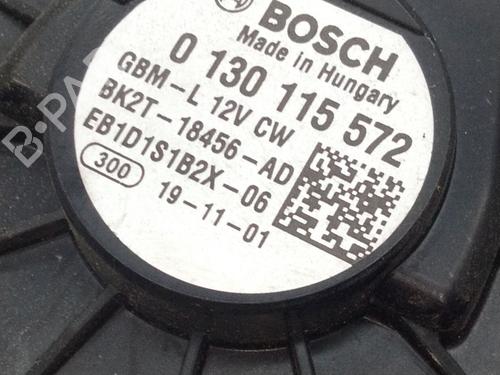 BOSCH
Made in Hungary
0 130 115 572
GBM-L 12V CW
BK2T-18456-AD
EB1D1S1B2X-06
300 19-11-01
B-PARTS